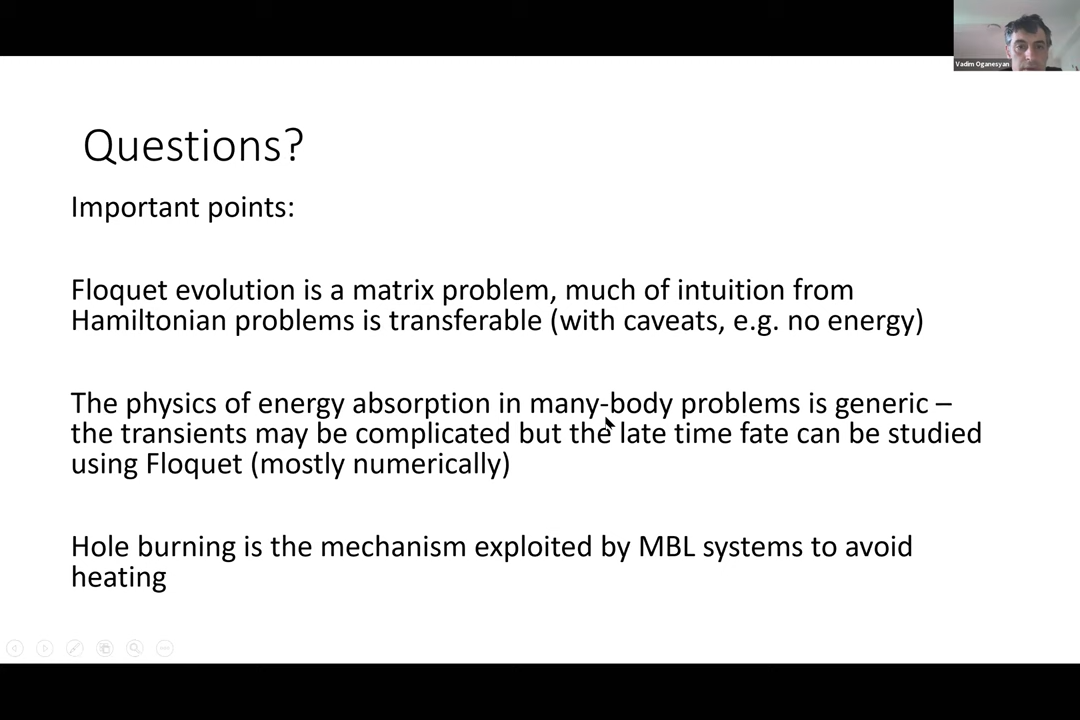 Vadim Oganesyan
Questions?
Important points:
Floquet evolution is a matrix problem, much of intuition from
Hamiltonian problems is transferable (with caveats, e.g. no energy)
The physics of energy absorption in many-body problems is generic –
the transients may be complicated but the late time fate can be studied
using Floquet (mostly numerically)
Hole burning is the mechanism exploited by MBL systems to avoid
heating